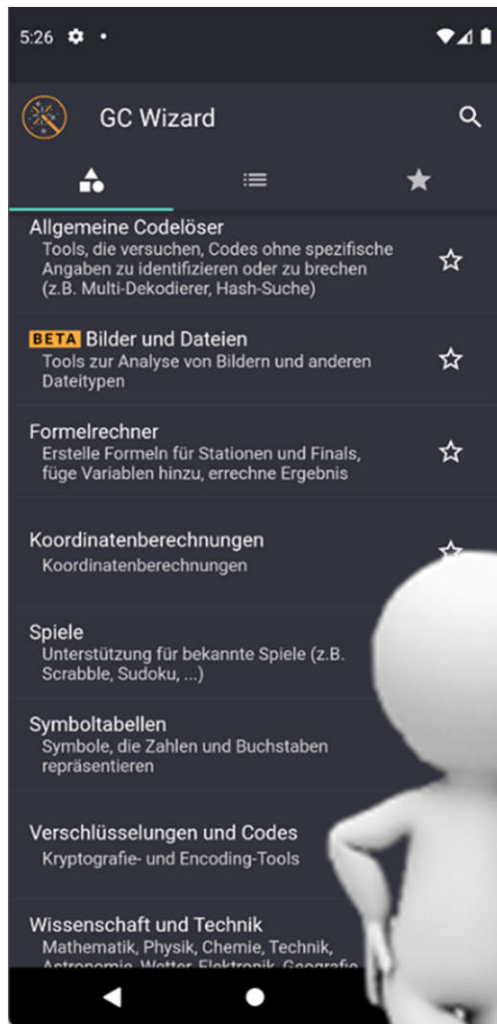 5:26
GC Wizard
Allgemeine Codelöser
Tools, die versuchen, Codes ohne spezifische
Angaben zu identifizieren oder zu brechen
(z.B. Multi-Dekodierer, Hash-Suche)
BETA Bilder und Dateien
Tools zur Analyse von Bildern und anderen
Dateitypen
Formelrechner
Erstelle Formeln für Stationen und Finals,
füge Variablen hinzu, errechne Ergebnis
Koordinatenberechnungen
Koordinatenberechnungen
Spiele
Unterstützung für bekannte Spiele (z.B.
Scrabble, Sudoku, ...)
Symboltabellen
Symbole, die Zahlen und Buchstaben
repräsentieren
Verschlüsselungen und Codes
Kryptografie- und Encoding-Tools
Wissenschaft und Technik
Mathematik, Physik, Chemie, Technik,
Astronomie, Wetter, Elektronik, Geografie